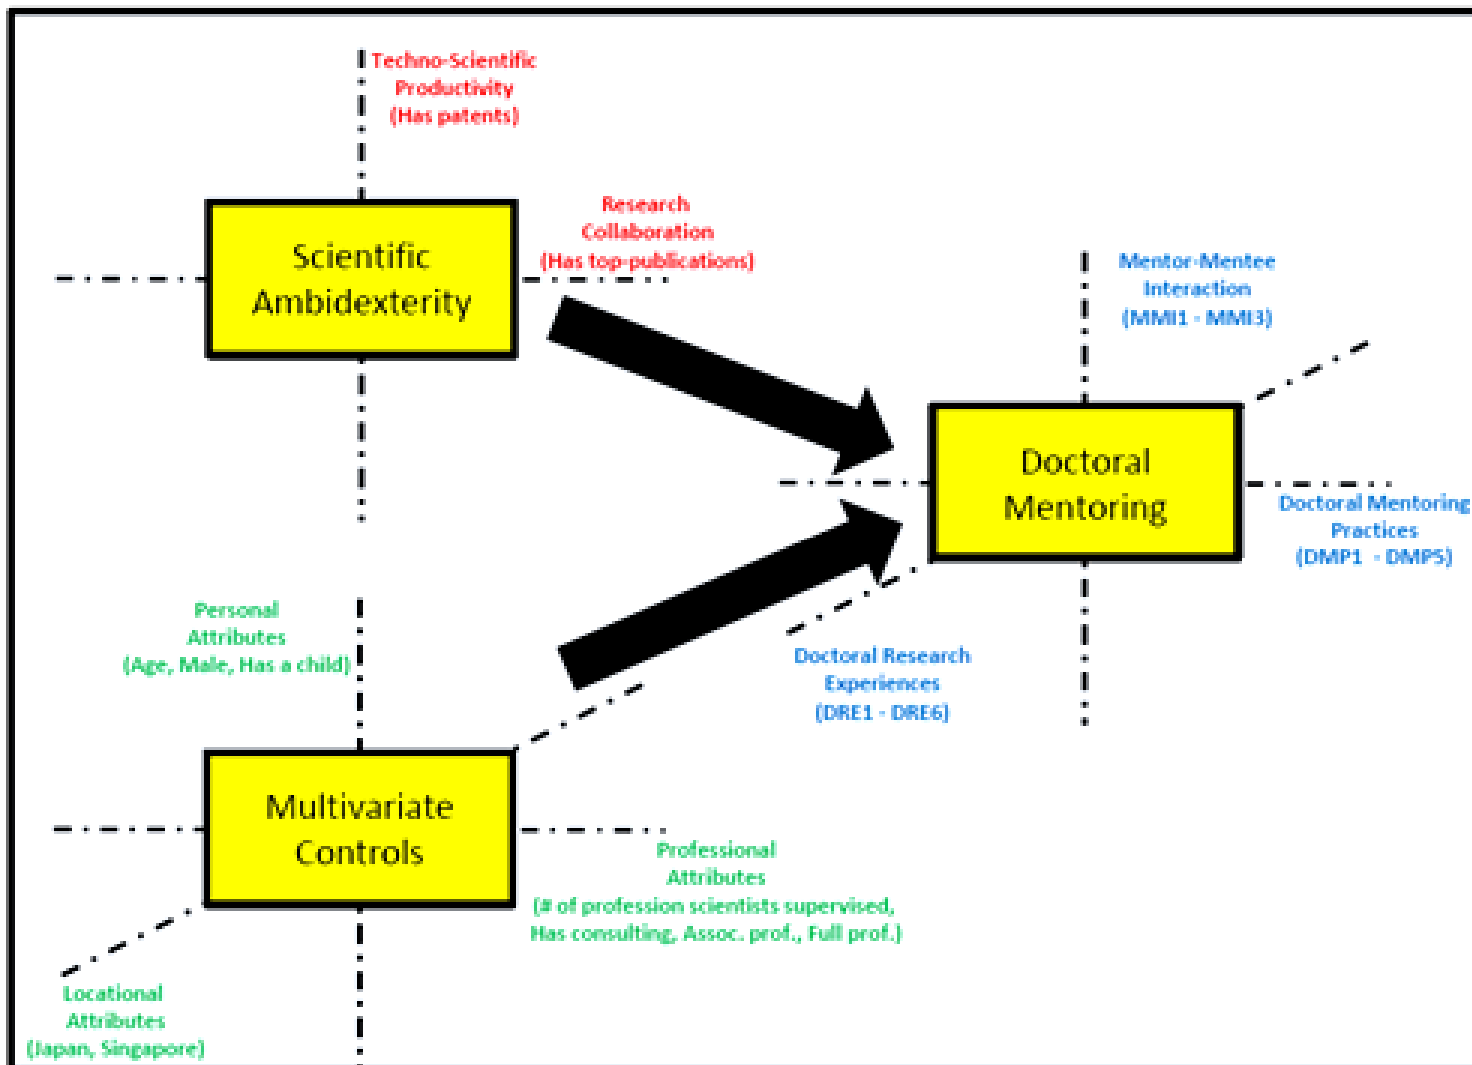 Techno-Scientific
Productivity
(Has patents)
Scientific
Ambidexterity
Research
Collaboration
(Has top-publications)
Mentor-Mentee
Interaction
(MMI1 - MMI3)
Doctoral
Mentoring
Doctoral Mentoring
Practices
(DMP1 - DMP5)
Doctoral Research
Experiences
(DRE1 - DRE6)
Personal
Attributes
(Age, Male, Has a child)
Multivariate
Controls
Professional
Attributes
(# of profession scientists supervised,
Has consulting, Assoc. prof., Full prof.)
Locational
Attributes
(Japan, Singapore)